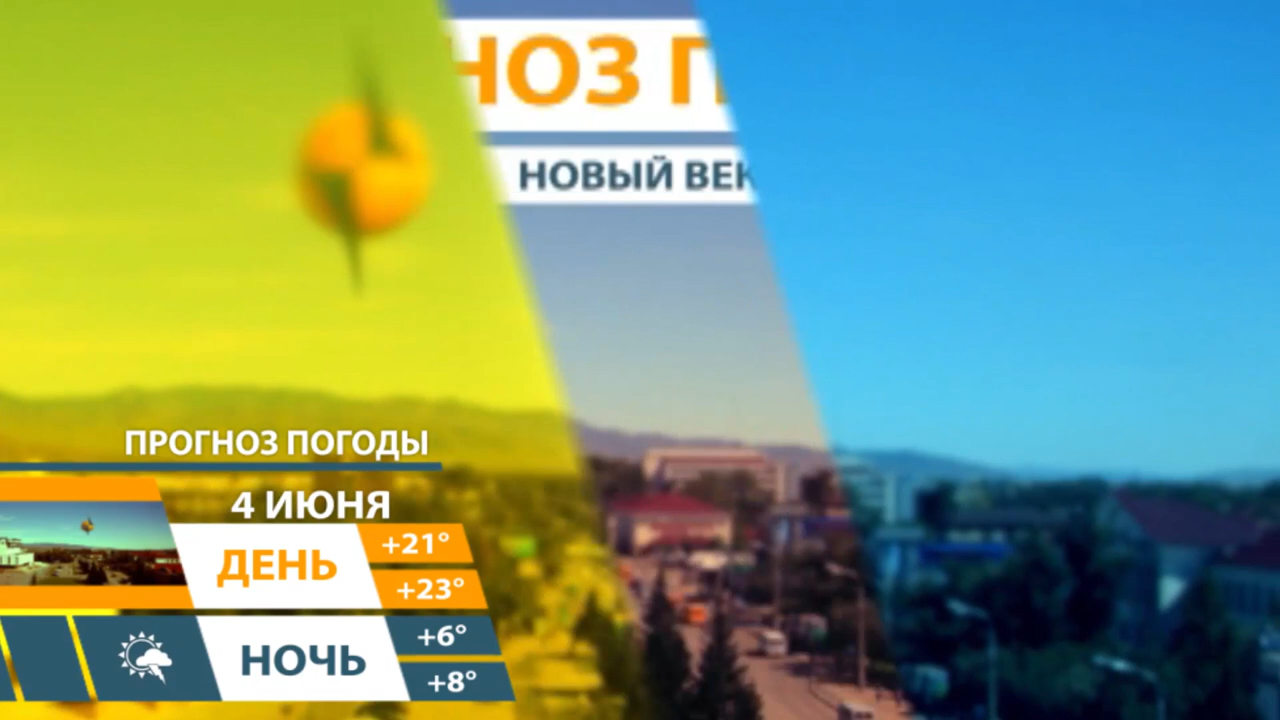 НОЗ П
НОВЫЙ ВЕК
ПРОГНОЗ ПОГОДЫ
4 ИЮНЯ
ДЕНЬ
+21°
+23°
НОЧЬ
+6°
+8°